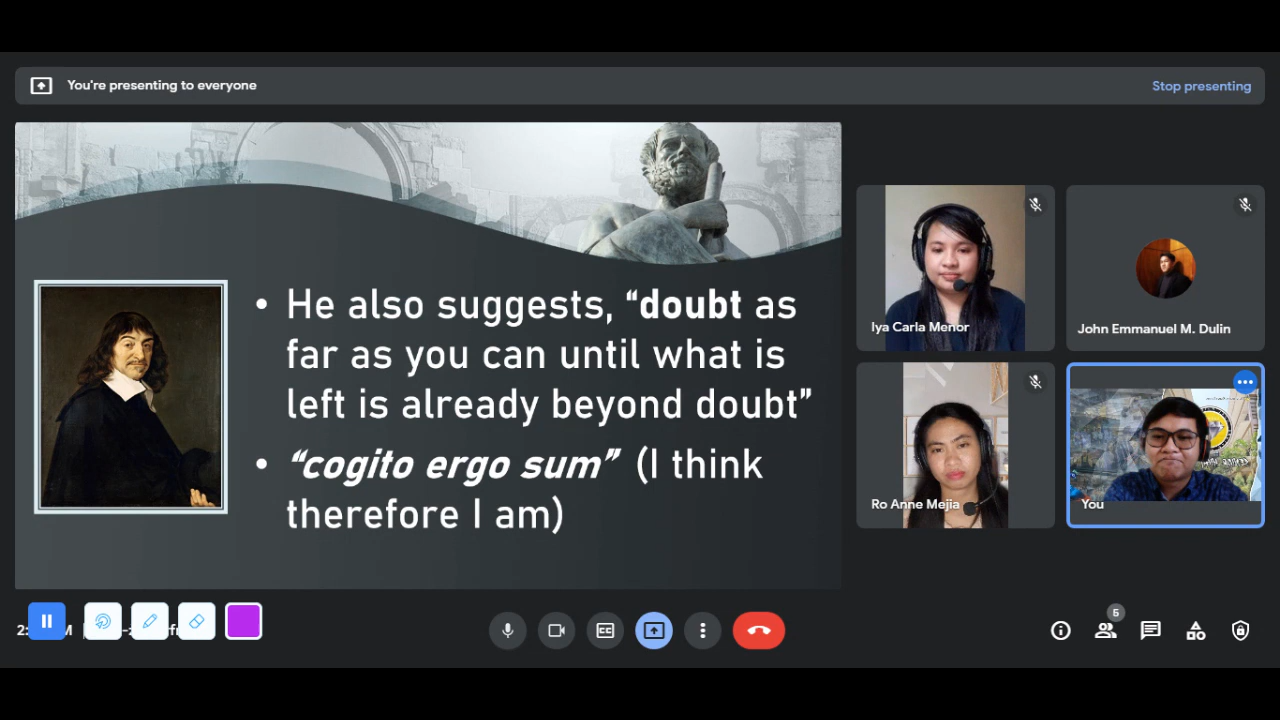 You're presenting to everyone
Stop presenting
• He also suggests, “doubt as
far as you can until what is
left is already beyond doubt”
• “cogito ergo sum” (I think
therefore I am)
Iya Carla Menor
John Emmanuel M. Dulin
Ro Anne Mejia
You
CC
5